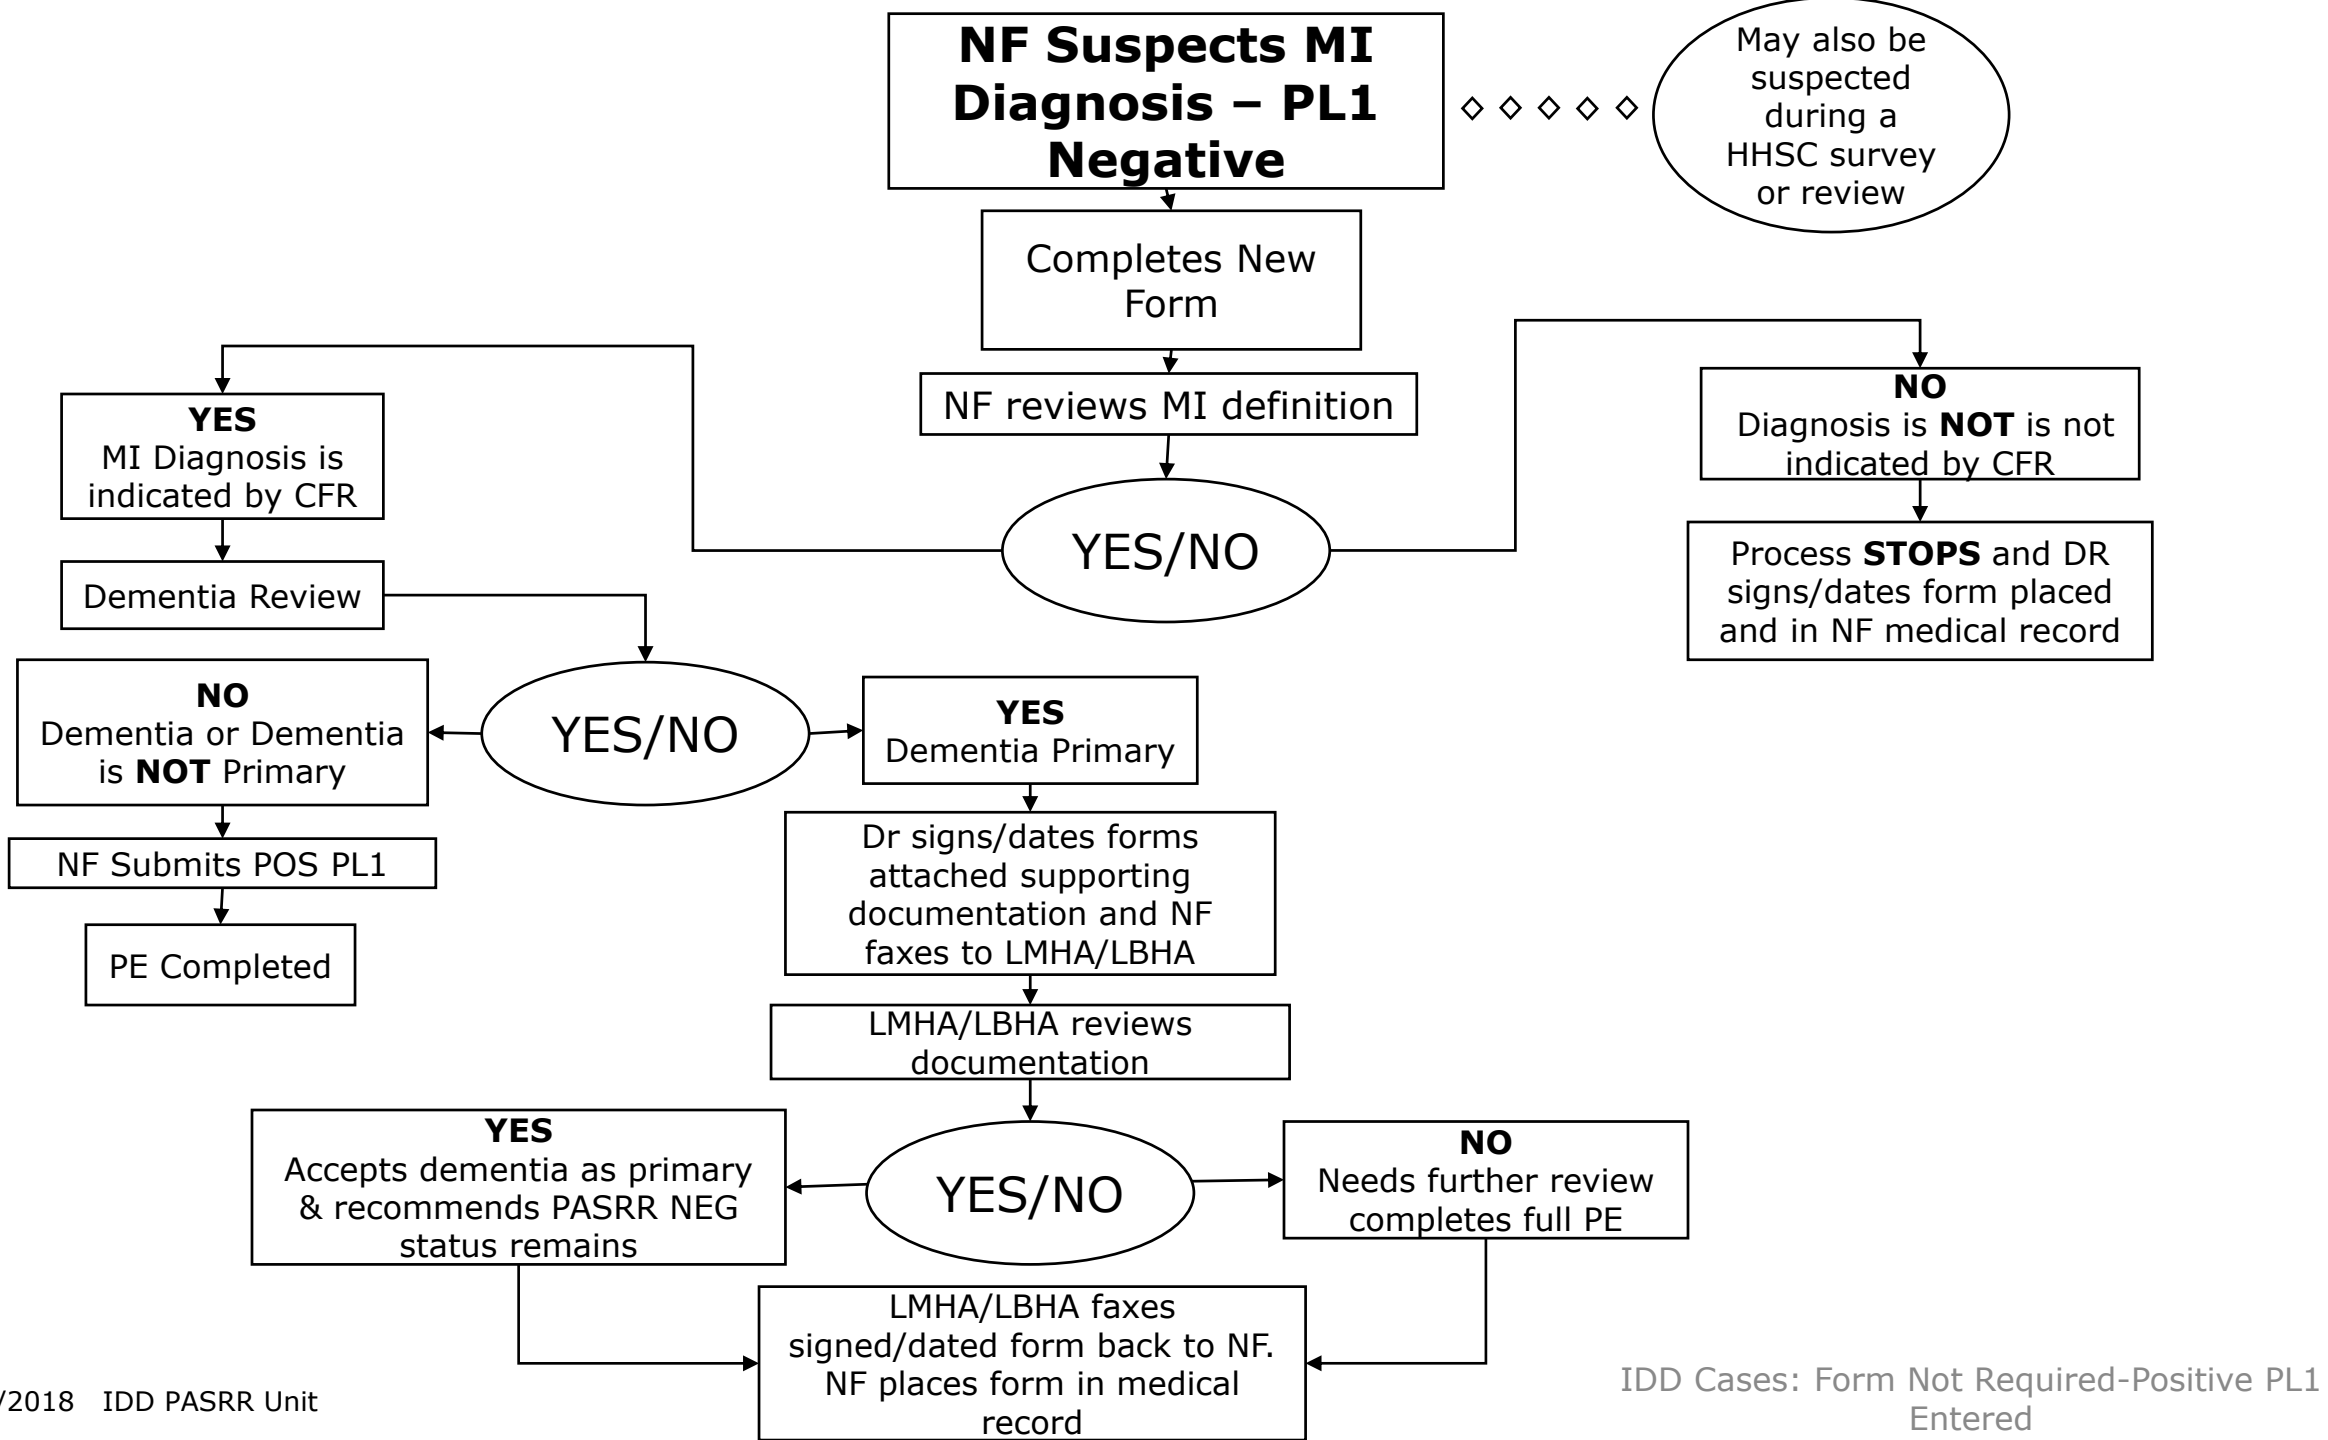 NF Suspects MI
Diagnosis – PL1
Negative
May also be
suspected
during a
HHSC survey
or review
Completes New
Form
NF reviews MI definition
YES/NO
YES
MI Diagnosis is
indicated by CFR
NO
Diagnosis is NOT is not
indicated by CFR
Process STOPS and DR
signs/dates form placed
and in NF medical record
Dementia Review
YES/NO
NO
Dementia or Dementia
is NOT Primary
NF Submits POS PL1
PE Completed
YES
Dementia Primary
Dr signs/dates forms
attached supporting
documentation and NF
faxes to LMHA/LBHA
LMHA/LBHA reviews
documentation
YES/NO
YES
Accepts dementia as primary
& recommends PASRR NEG
status remains
NO
Needs further review
completes full PE
LMHA/LBHA faxes
signed/dated form back to NF.
NF places form in medical
record
/2018 IDD PASRR Unit
IDD Cases: Form Not Required-Positive PL1
Entered